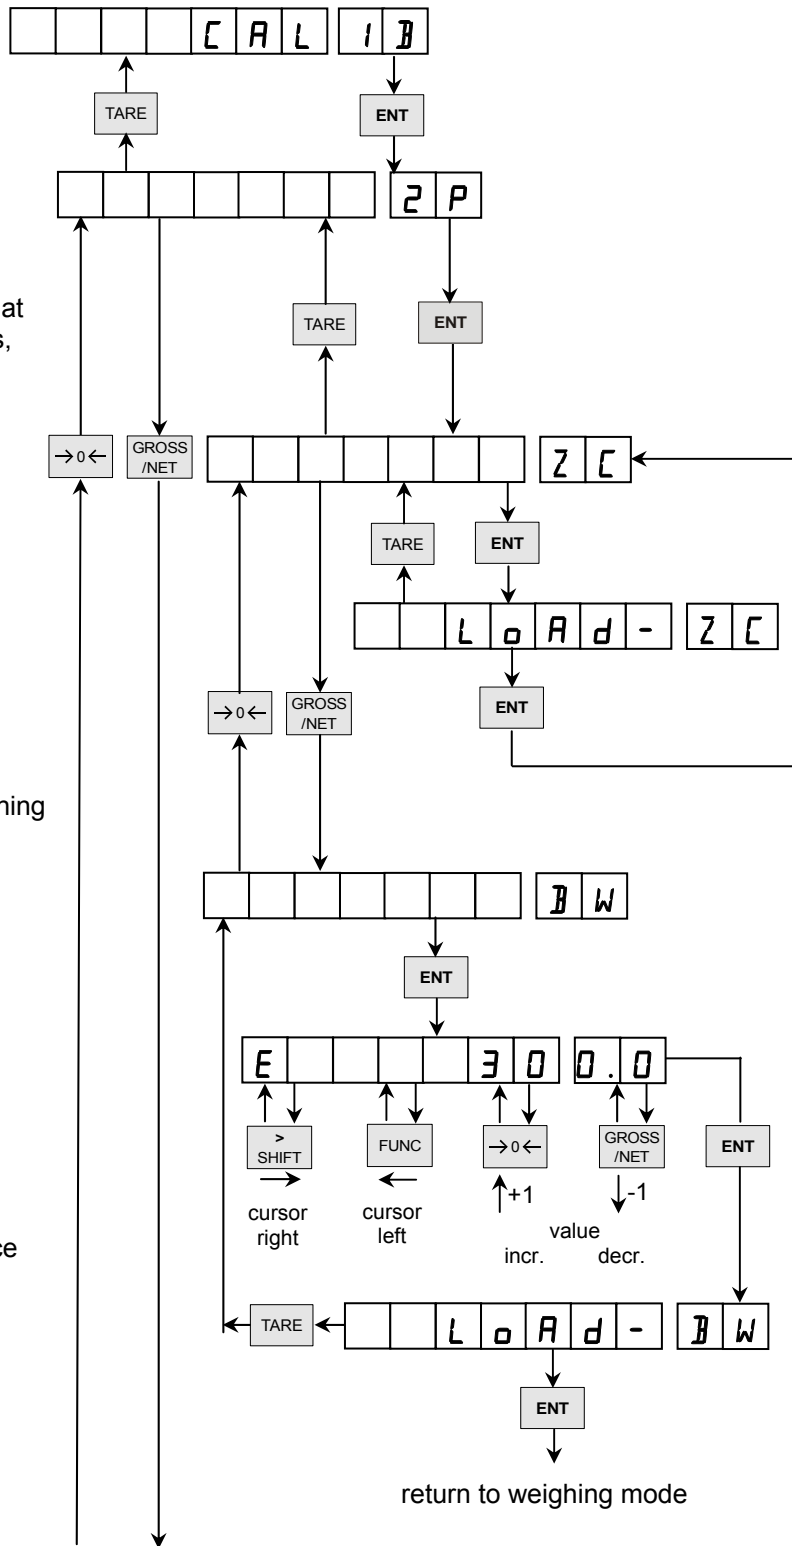 CAL IB
TARE
ENT
2P
at
s,
TARE
ENT
→0←
GROSS
/NET
ZC
TARE
ENT
LoAd- ZC
→0←
GROSS
/NET
ENT
ning
BW
ENT
E 30 0.0
>
SHIFT
FUNC
→0←
GROSS
/NET
ENT
+1
-1
cursor
right
cursor
left
value
incr. decr.
ce
TARE
LoAd- BW
ENT
return to weighing mode